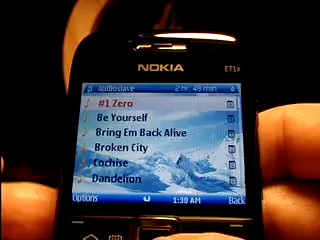 NOKIA
E71x
Audioslave 2 hr, 48 min
#1 Zero
Be Yourself
Bring Em Back Alive
Broken City
Cochise
Dandelion
Options 1:30 AM Back